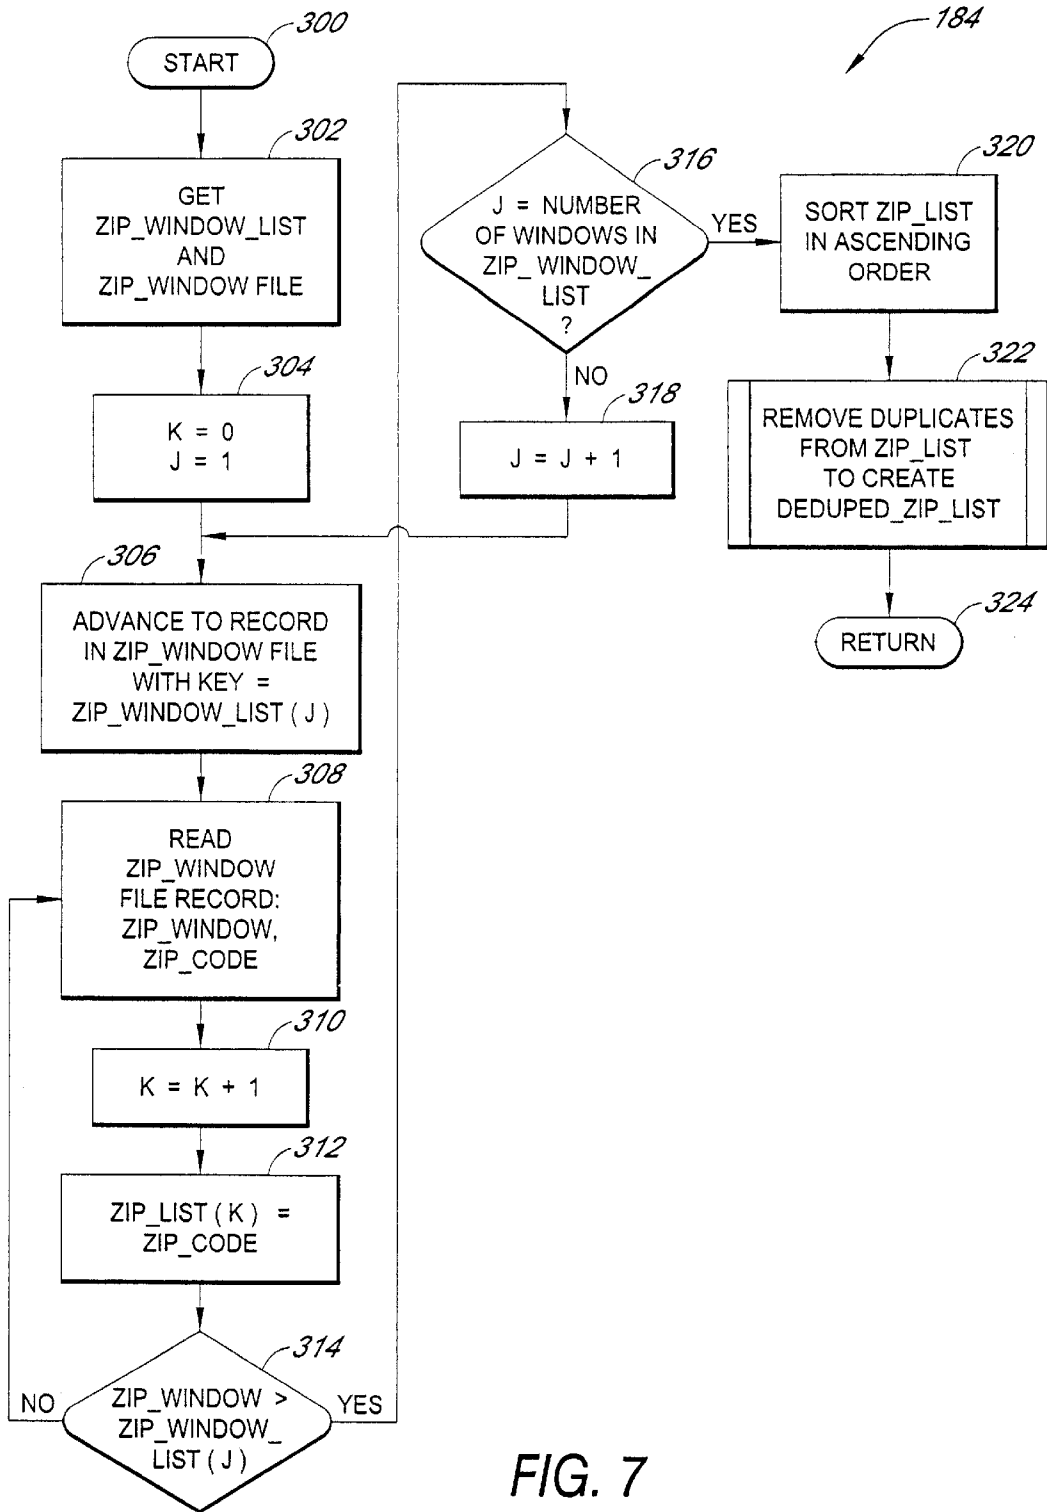 300
START
302
GET
ZIP_WINDOW_LIST
AND
ZIP_WINDOW FILE
304
K = 0
J = 1
306
ADVANCE TO RECORD
IN ZIP_WINDOW FILE
WITH KEY =
ZIP_WINDOW_LIST ( J )
308
READ
ZIP_WINDOW
FILE RECORD:
ZIP_WINDOW,
ZIP_CODE
310
K = K + 1
312
ZIP_LIST ( K ) =
ZIP_CODE
314
NO
ZIP_WINDOW >
ZIP_WINDOW_
LIST ( J )
YES
184
316
J = NUMBER
OF WINDOWS IN
ZIP_ WINDOW_
LIST
?
YES
NO
318
J = J + 1
320
SORT ZIP_LIST
IN ASCENDING
ORDER
322
REMOVE DUPLICATES
FROM ZIP_LIST
TO CREATE
DEDUPED_ZIP_LIST
324
RETURN
FIG. 7